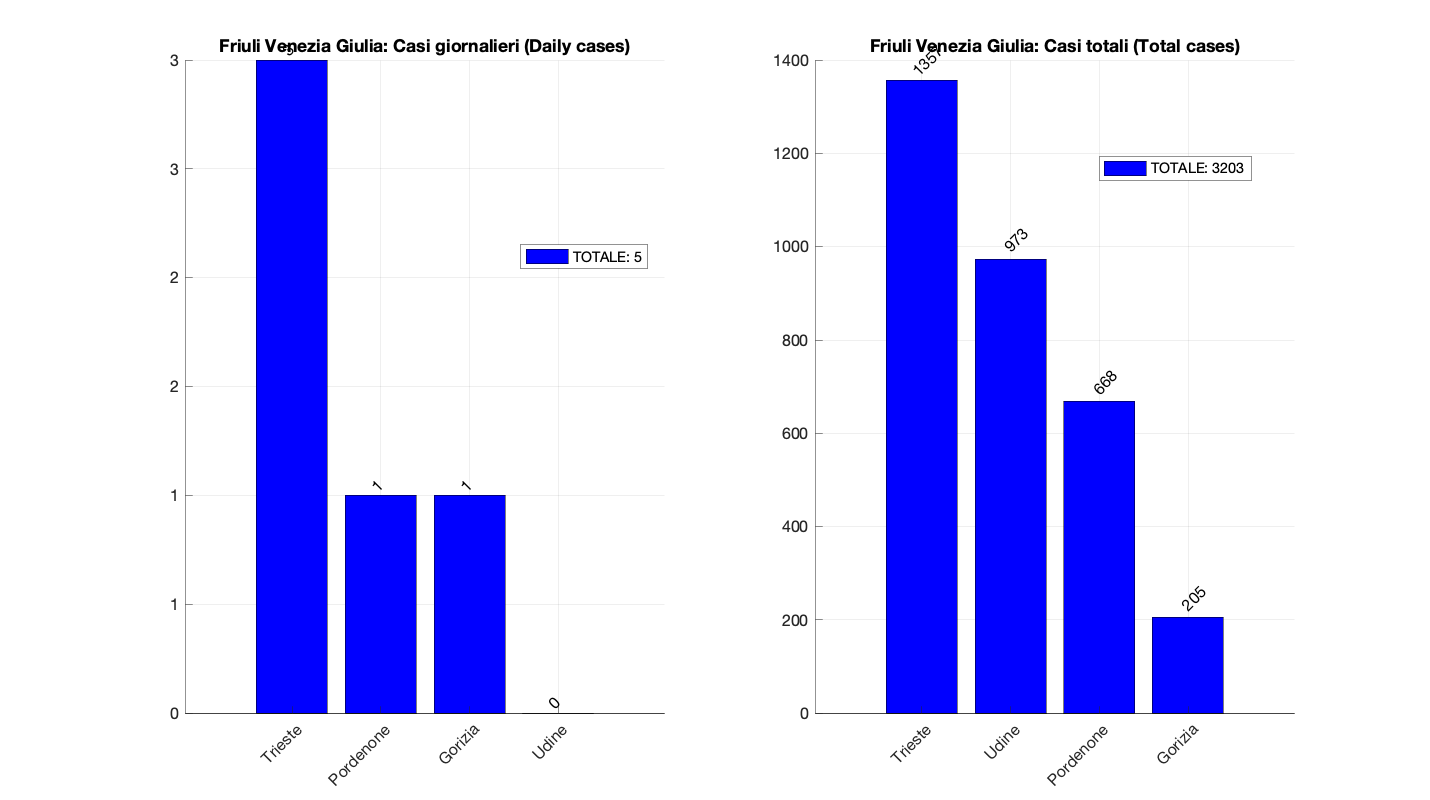 Friuli Venezia Giulia: Casi giornalieri (Daily cases)
3
3
3
2
2
1
1
0
TOTALE: 5
1
1
0
Trieste
Pordenone
Gorizia
Udine
Friuli Venezia Giulia: Casi totali (Total cases)
1400
1200
1000
800
600
400
200
0
1357
TOTALE: 3203
973
668
205
Trieste
Udine
Pordenone
Gorizia